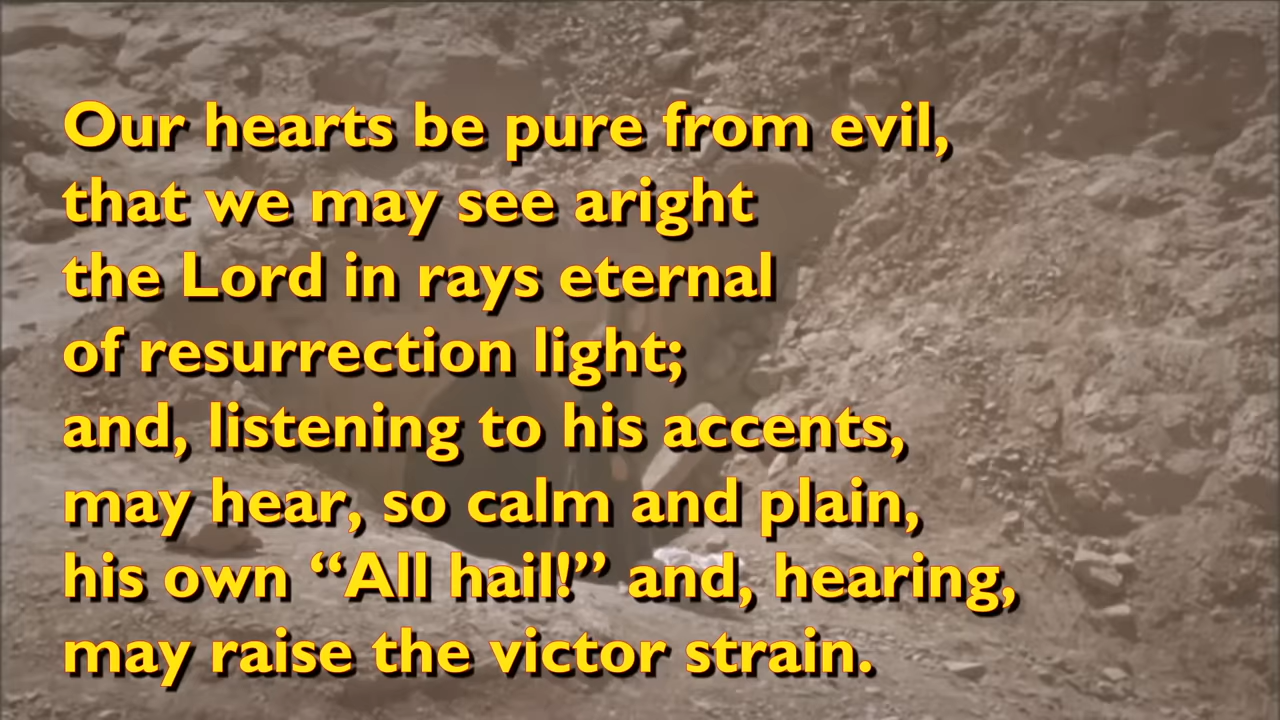 Our hearts be pure from evil,
that we may see aright
the Lord in rays eternal
of resurrection light;
and, listening to his accents,
may hear, so calm and plain,
his own “All hail!” and, hearing,
may raise the victor strain.